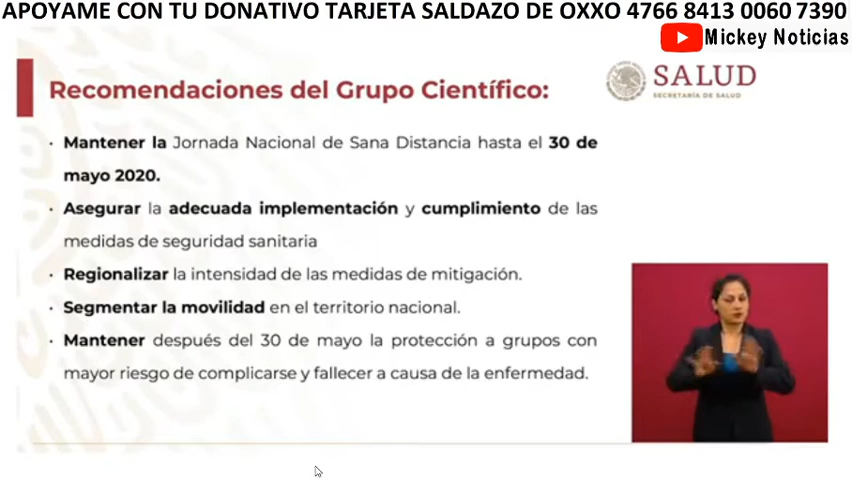 APOYAME CON TU DONATIVO TARJETA SALDAZO DE OXXO 4766 8413 0060 7390
Mickey Noticias
SALUD
SECRETARÍA DE SALUD
Recomendaciones del Grupo Científico:
· Mantener la Jornada Nacional de Sana Distancia hasta el 30 de
mayo 2020.
· Asegurar la adecuada implementación y cumplimiento de las
medidas de seguridad sanitaria
· Regionalizar la intensidad de las medidas de mitigación.
· Segmentar la movilidad en el territorio nacional.
· Mantener después del 30 de mayo la protección a grupos con
mayor riesgo de complicarse y fallecer a causa de la enfermedad.